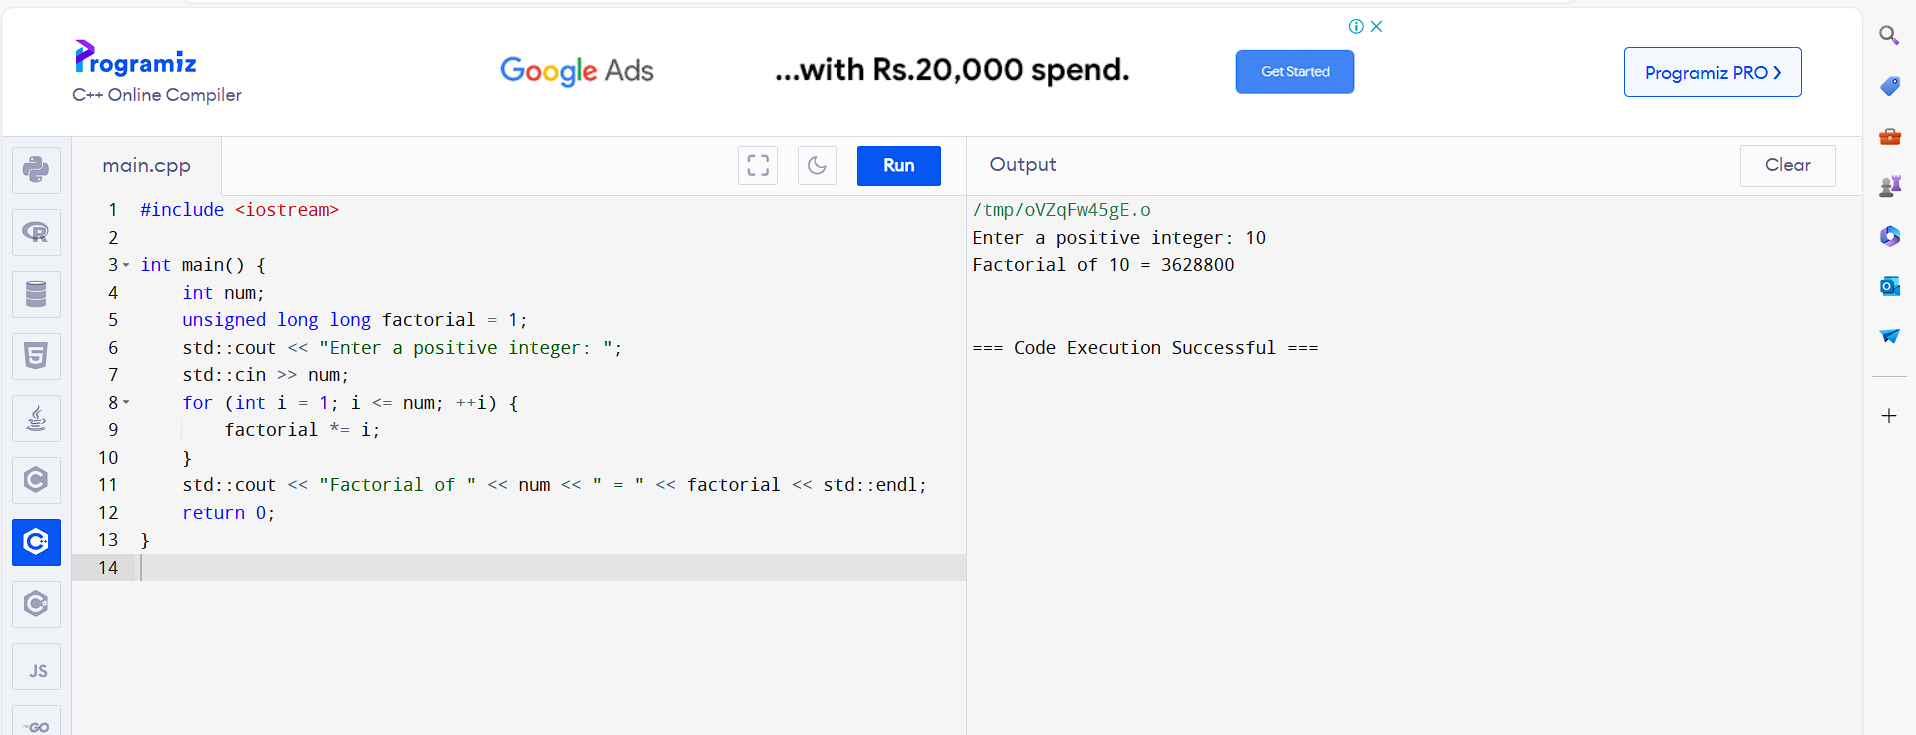 Programiz
C++ Online Compiler
Google Ads
...with Rs.20,000 spend.
Get Started
Programiz PRO
main.cpp
Run
Output
Clear
1 #include <iostream>
2
3 int main() {
4 int num;
5 unsigned long long factorial = 1;
6 std::cout << "Enter a positive integer: ";
7 std::cin >> num;
8 for (int i = 1; i <= num; ++i) {
9 factorial *= i;
10 }
11 std::cout << "Factorial of " << num << " = " << factorial << std::endl;
12 return 0;
13 }
14
/tmp/oVZqFw45gE.o
Enter a positive integer: 10
Factorial of 10 = 3628800
=== Code Execution Successful ===
R
5
C
C++
C#
JS
GO